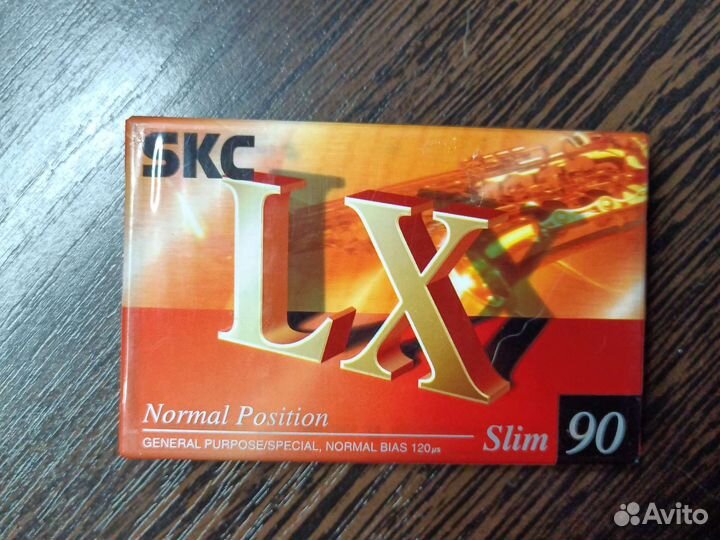 SKC
LX
Normal Position
GENERAL PURPOSE/SPECIAL, NORMAL BIAS 120µs
Slim 90
Avito